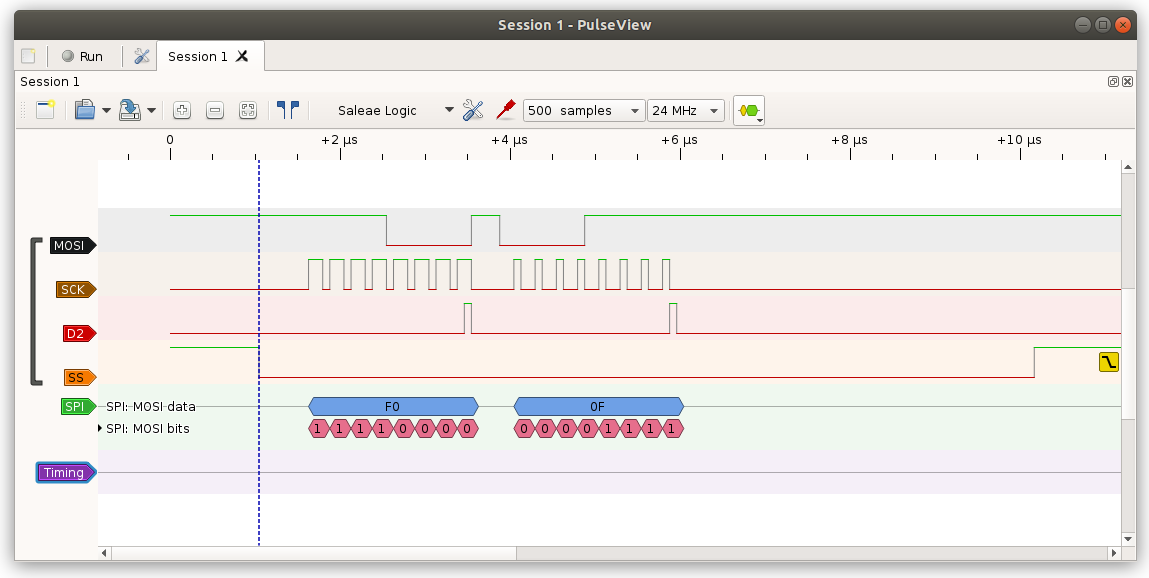 Session 1 - PulseView
Run
Session 1
Session 1
Saleae Logic
500 samples
24 MHz
0 +2 µs +4 µs +6 µs +8 µs +10 µs
MOSI
SCK
D2
SS
SPI SPI: MOSI data F0 0F
SPI: MOSI bits 1 1 1 1 0 0 0 0 0 0 0 0 1 1 1 1
Timing